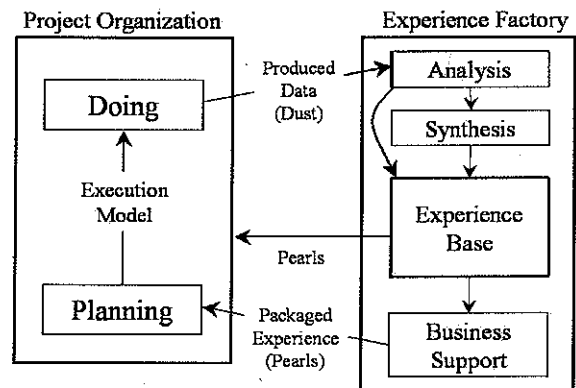 Project Organization
Experience Factory
Doing
Produced
Data
(Dust)
Analysis
Synthesis
Execution
Model
Experience
Base
Pearls
Planning
Packaged
Experience
(Pearls)
Business
Support